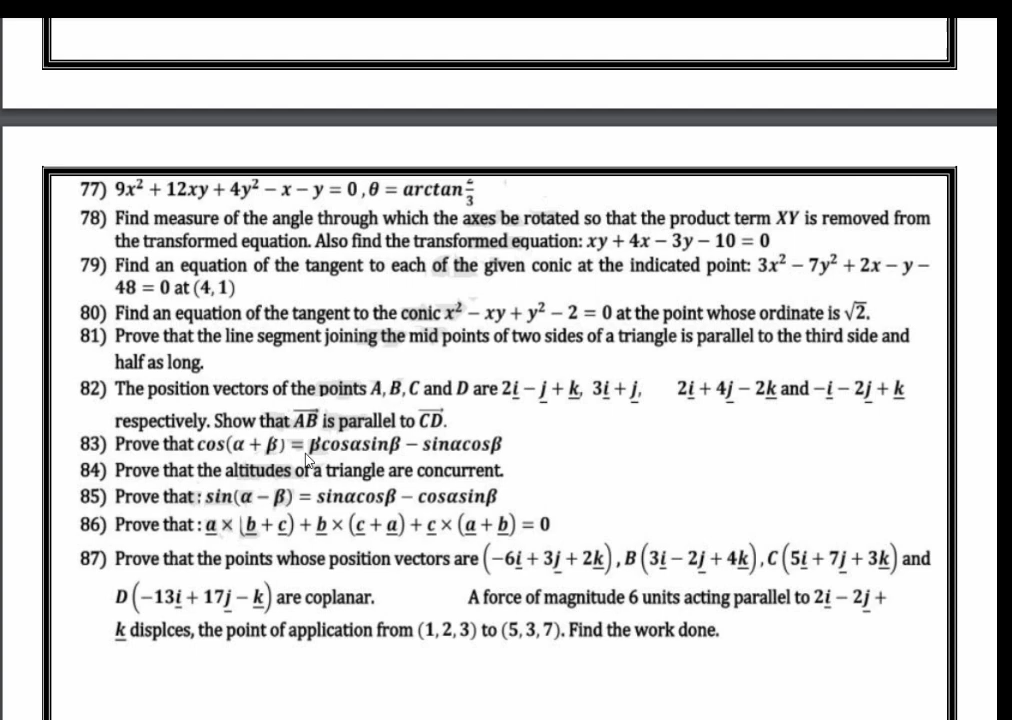 77) 9x² + 12xy + 4y² − x − y = 0 , θ = arctan 2/3
78) Find measure of the angle through which the axes be rotated so that the product term XY is removed from
the transformed equation. Also find the transformed equation: xy + 4x − 3y − 10 = 0
79) Find an equation of the tangent to each of the given conic at the indicated point: 3x² − 7y² + 2x − y −
48 = 0 at (4, 1)
80) Find an equation of the tangent to the conic x² − xy + y² − 2 = 0 at the point whose ordinate is √2.
81) Prove that the line segment joining the mid points of two sides of a triangle is parallel to the third side and
half as long.
82) The position vectors of the points A, B, C and D are 2i̲ − j̲ + k̲, 3i̲ + j̲, 2i̲ + 4j̲ − 2k̲ and −i̲ − 2j̲ + k̲
respectively. Show that A⃗B⃗ is parallel to C⃗D⃗.
83) Prove that cos(α + β) = βcosαsinβ − sinαcosβ
84) Prove that the altitudes of a triangle are concurrent.
85) Prove that : sin(α − β) = sinαcosβ − cosαsinβ
86) Prove that : a̲ × (b̲ + c̲) + b̲ × (c̲ + a̲) + c̲ × (a̲ + b̲) = 0
87) Prove that the points whose position vectors are (−6i̲ + 3j̲ + 2k̲) , B (3i̲ − 2j̲ + 4k̲) , C (5i̲ + 7j̲ + 3k̲) and
D (−13i̲ + 17j̲ − k̲) are coplanar. A force of magnitude 6 units acting parallel to 2i̲ − 2j̲ +
k̲ displces, the point of application from (1, 2, 3) to (5, 3, 7). Find the work done.